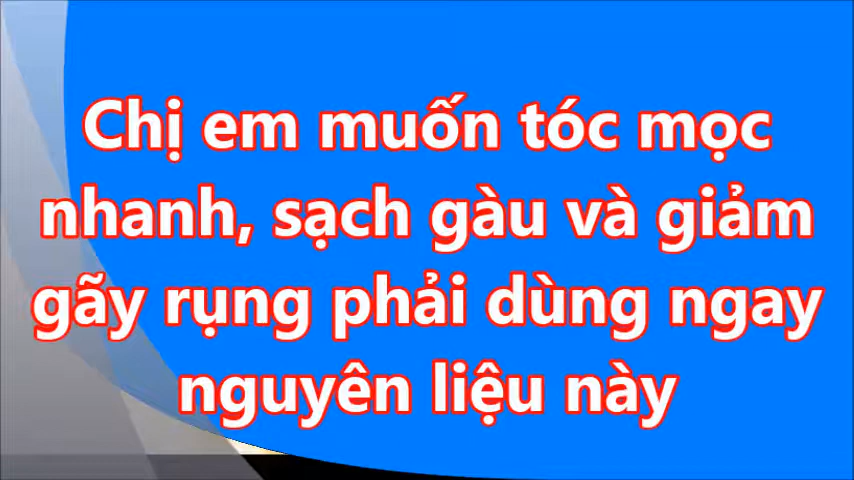 Chị em muốn tóc mọc
nhanh, sạch gàu và giảm
gãy rụng phải dùng ngay
nguyên liệu này